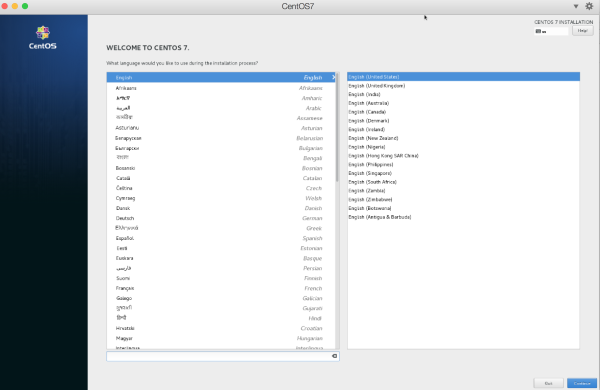 CentOS7
CENTOS 7 INSTALLATION
Help!
CentOS
WELCOME TO CENTOS 7.
What language would you like to use during the installation process?
English English
Afrikaans Afrikaans
አማርኛ Amharic
العربية Arabic
অসমীয়া Assamese
Asturianu Asturian
Беларуская Belarusian
Български Bulgarian
বাংলা Bengali
Bosanski Bosnian
Català Catalan
Čeština Czech
Cymraeg Welsh
Dansk Danish
Deutsch German
Ελληνικά Greek
Español Spanish
Eesti Estonian
Euskara Basque
فارسی Persian
Suomi Finnish
Français French
Galego Galician
ગુજરાતી Gujarati
हिन्दी Hindi
Hrvatski Croatian
Magyar Hungarian
Interlingua Interlingua
English (United States)
English (United Kingdom)
English (India)
English (Australia)
English (Canada)
English (Denmark)
English (Ireland)
English (New Zealand)
English (Nigeria)
English (Hong Kong SAR China)
English (Philippines)
English (Singapore)
English (South Africa)
English (Zambia)
English (Zimbabwe)
English (Botswana)
English (Antigua & Barbuda)
Quit
Continue